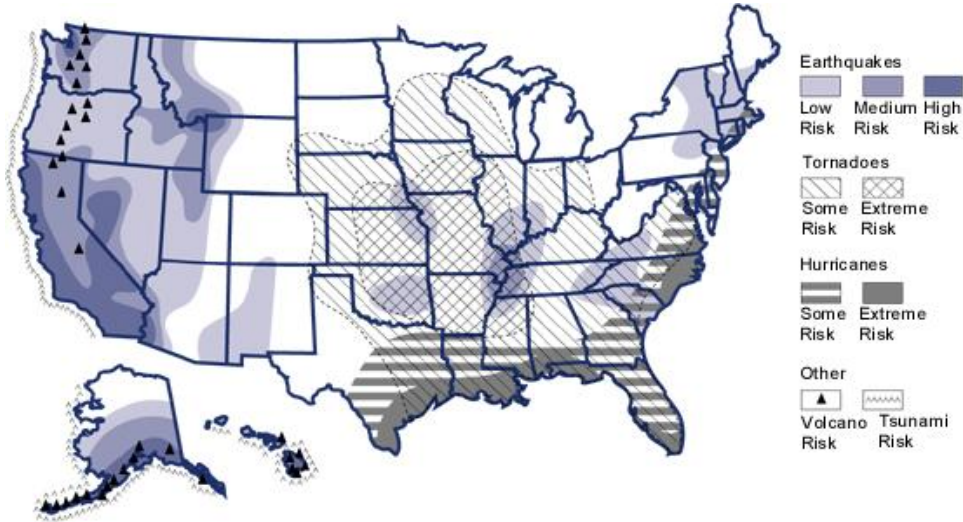 Earthquakes
Low Risk
Medium Risk
High Risk
Tornadoes
Some Risk
Extreme Risk
Hurricanes
Some Risk
Extreme Risk
Other
Volcano Risk
Tsunami Risk